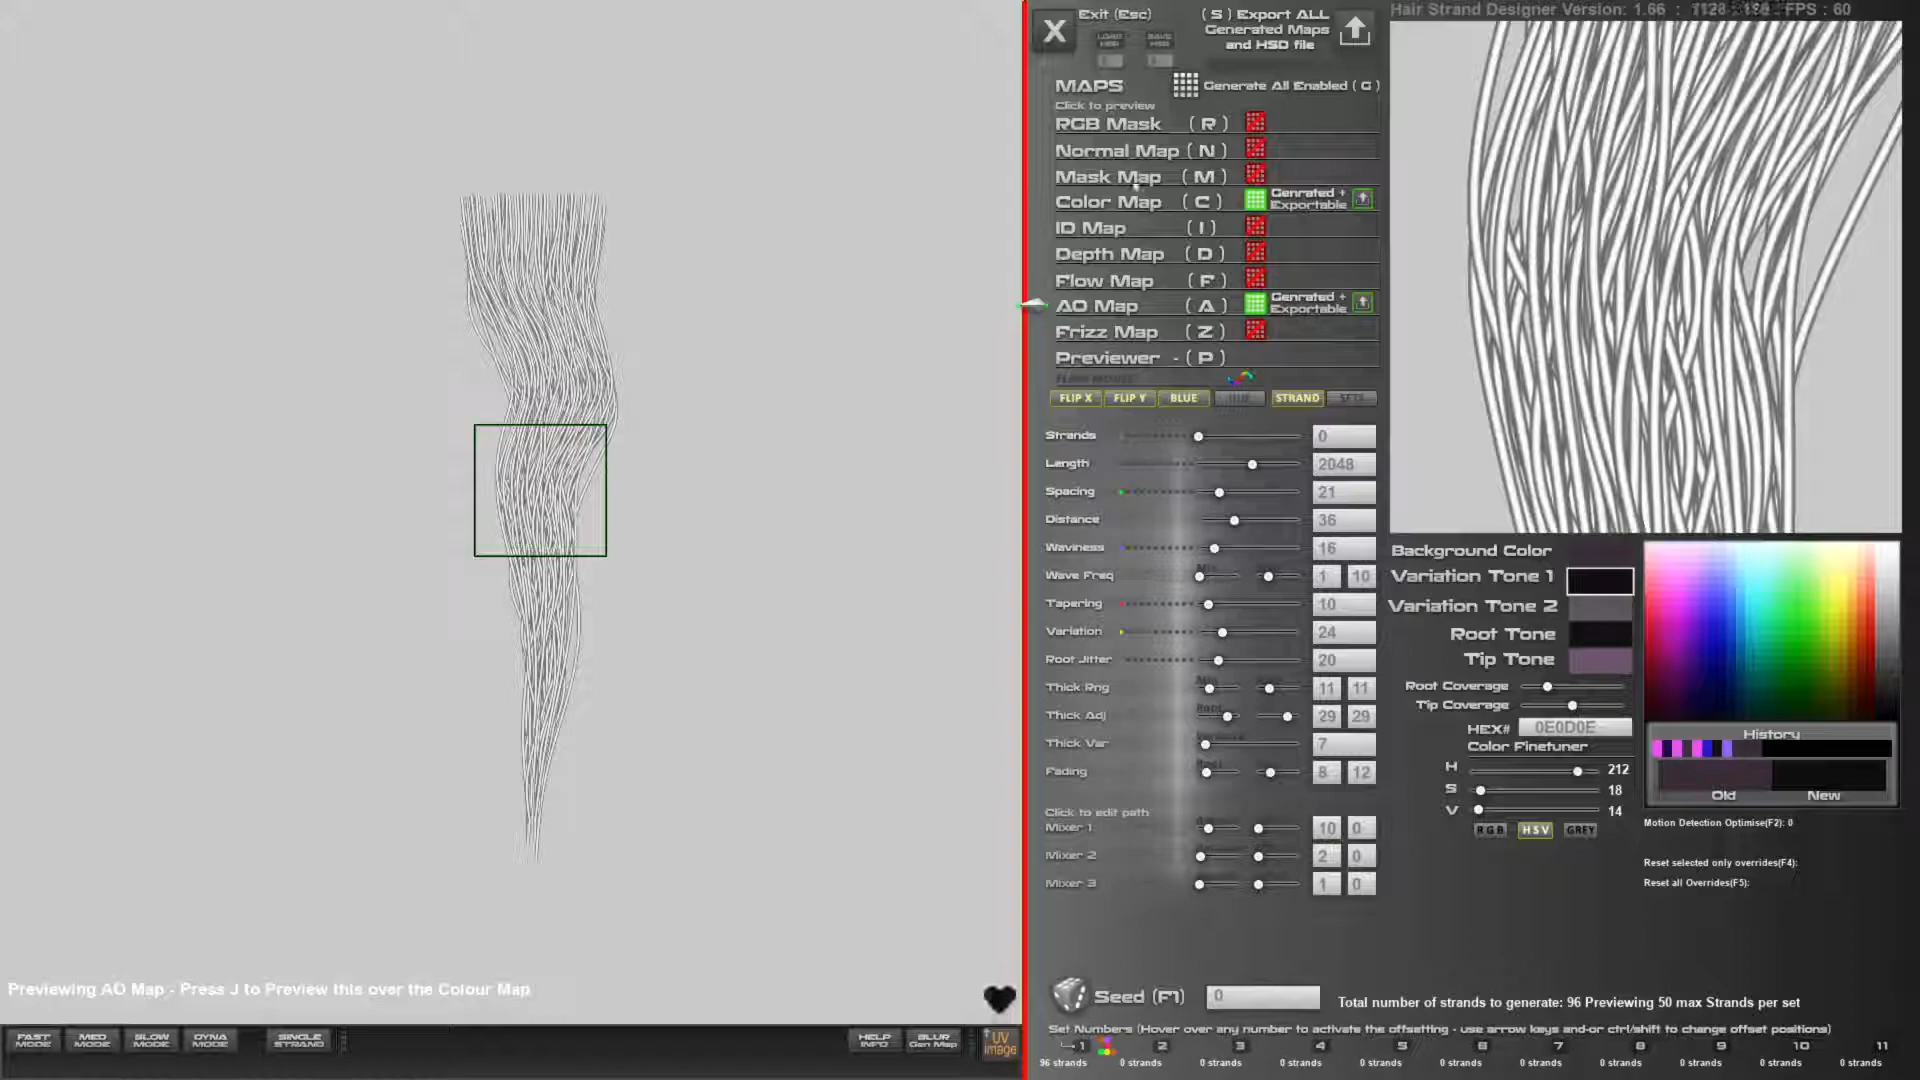 Hair Strand Designer Version: 1.66 : FPS : 60
Exit (Esc)
X
LOAD HSD
SAVE HSD
( S ) Export ALL
Generated Maps
and HSD file
MAPS
Generate All Enabled ( G )
Click to preview
RGB Mask ( R )
Normal Map ( N )
Mask Map ( M )
Color Map ( C ) Genrated + Exportable
ID Map ( I )
Depth Map ( D )
Flow Map ( F )
AO Map ( A ) Genrated + Exportable
Frizz Map ( Z )
Previewer - ( P )
FLIP X FLIP Y BLUE STRAND
Strands 0
Length 2048
Spacing 21
Distance 36
Waviness 16
Wave Freq 1 10
Tapering 10
Variation 24
Root Jitter 20
Thick Rng 11 11
Thick Adj 29 29
Thick Var 7
Fading 8 12
Click to edit path
Mixer 1 10 0
Mixer 2 2 0
Mixer 3 1 0
Background Color
Variation Tone 1
Variation Tone 2
Root Tone
Tip Tone
Root Coverage
Tip Coverage
HEX# 0E0D0E
Color Finetuner
H 212
S 18
V 14
RGB HSV GREY
History
Old New
Motion Detection Optimise(F2): 0
Reset selected only overrides(F4):
Reset all Overrides(F5):
Previewing AO Map - Press J to Preview this over the Colour Map
Seed (F1) 0
Total number of strands to generate: 96 Previewing 50 max Strands per set
Set Numbers (Hover over any number to activate the offsetting - use arrow keys and-or ctrl/shift to change offset positions)
1 2 3 4 5 6 7 8 9 10 11
96 strands 0 strands 0 strands 0 strands 0 strands 0 strands 0 strands 0 strands 0 strands 0 strands 0 strands
FAST MODE
MED MODE
SLOW MODE
DYNA MODE
SINGLE STRAND
HELP INFO
BLUR Gen Map
UV Image